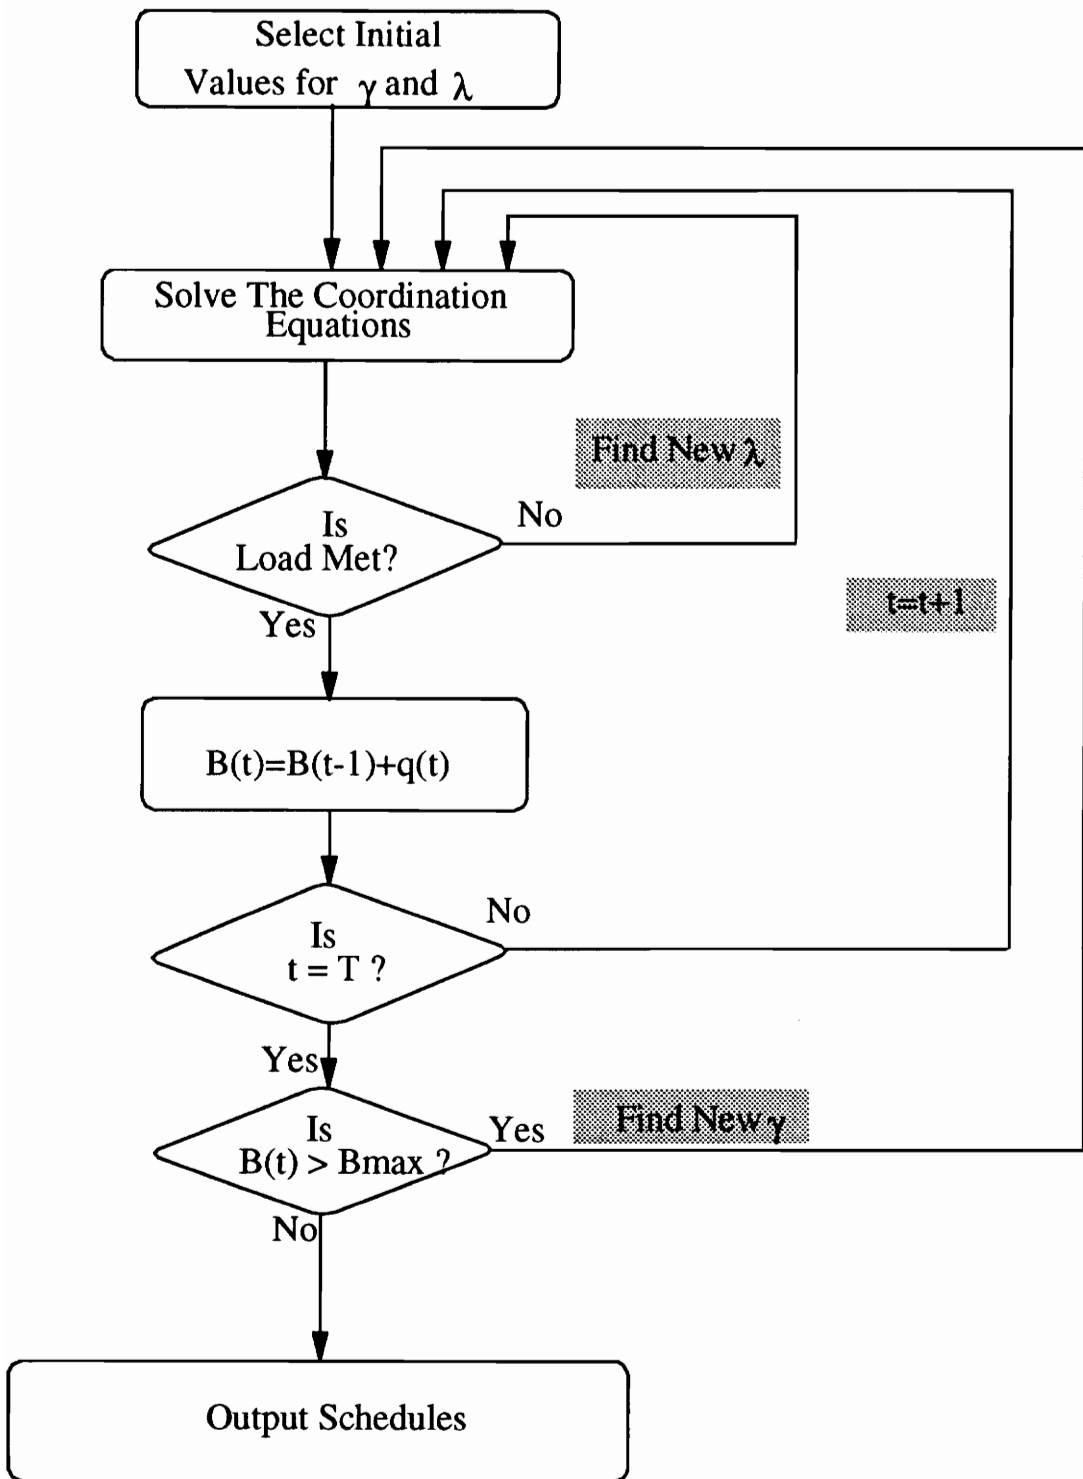 Select Initial
Values for γ and λ
Solve The Coordination
Equations
Find New λ
No
Is
Load Met?
Yes
t=t+1
B(t)=B(t-1)+q(t)
No
Is
t = T ?
Yes
Find New γ
Yes
Is
B(t) > Bmax ?
No
Output Schedules